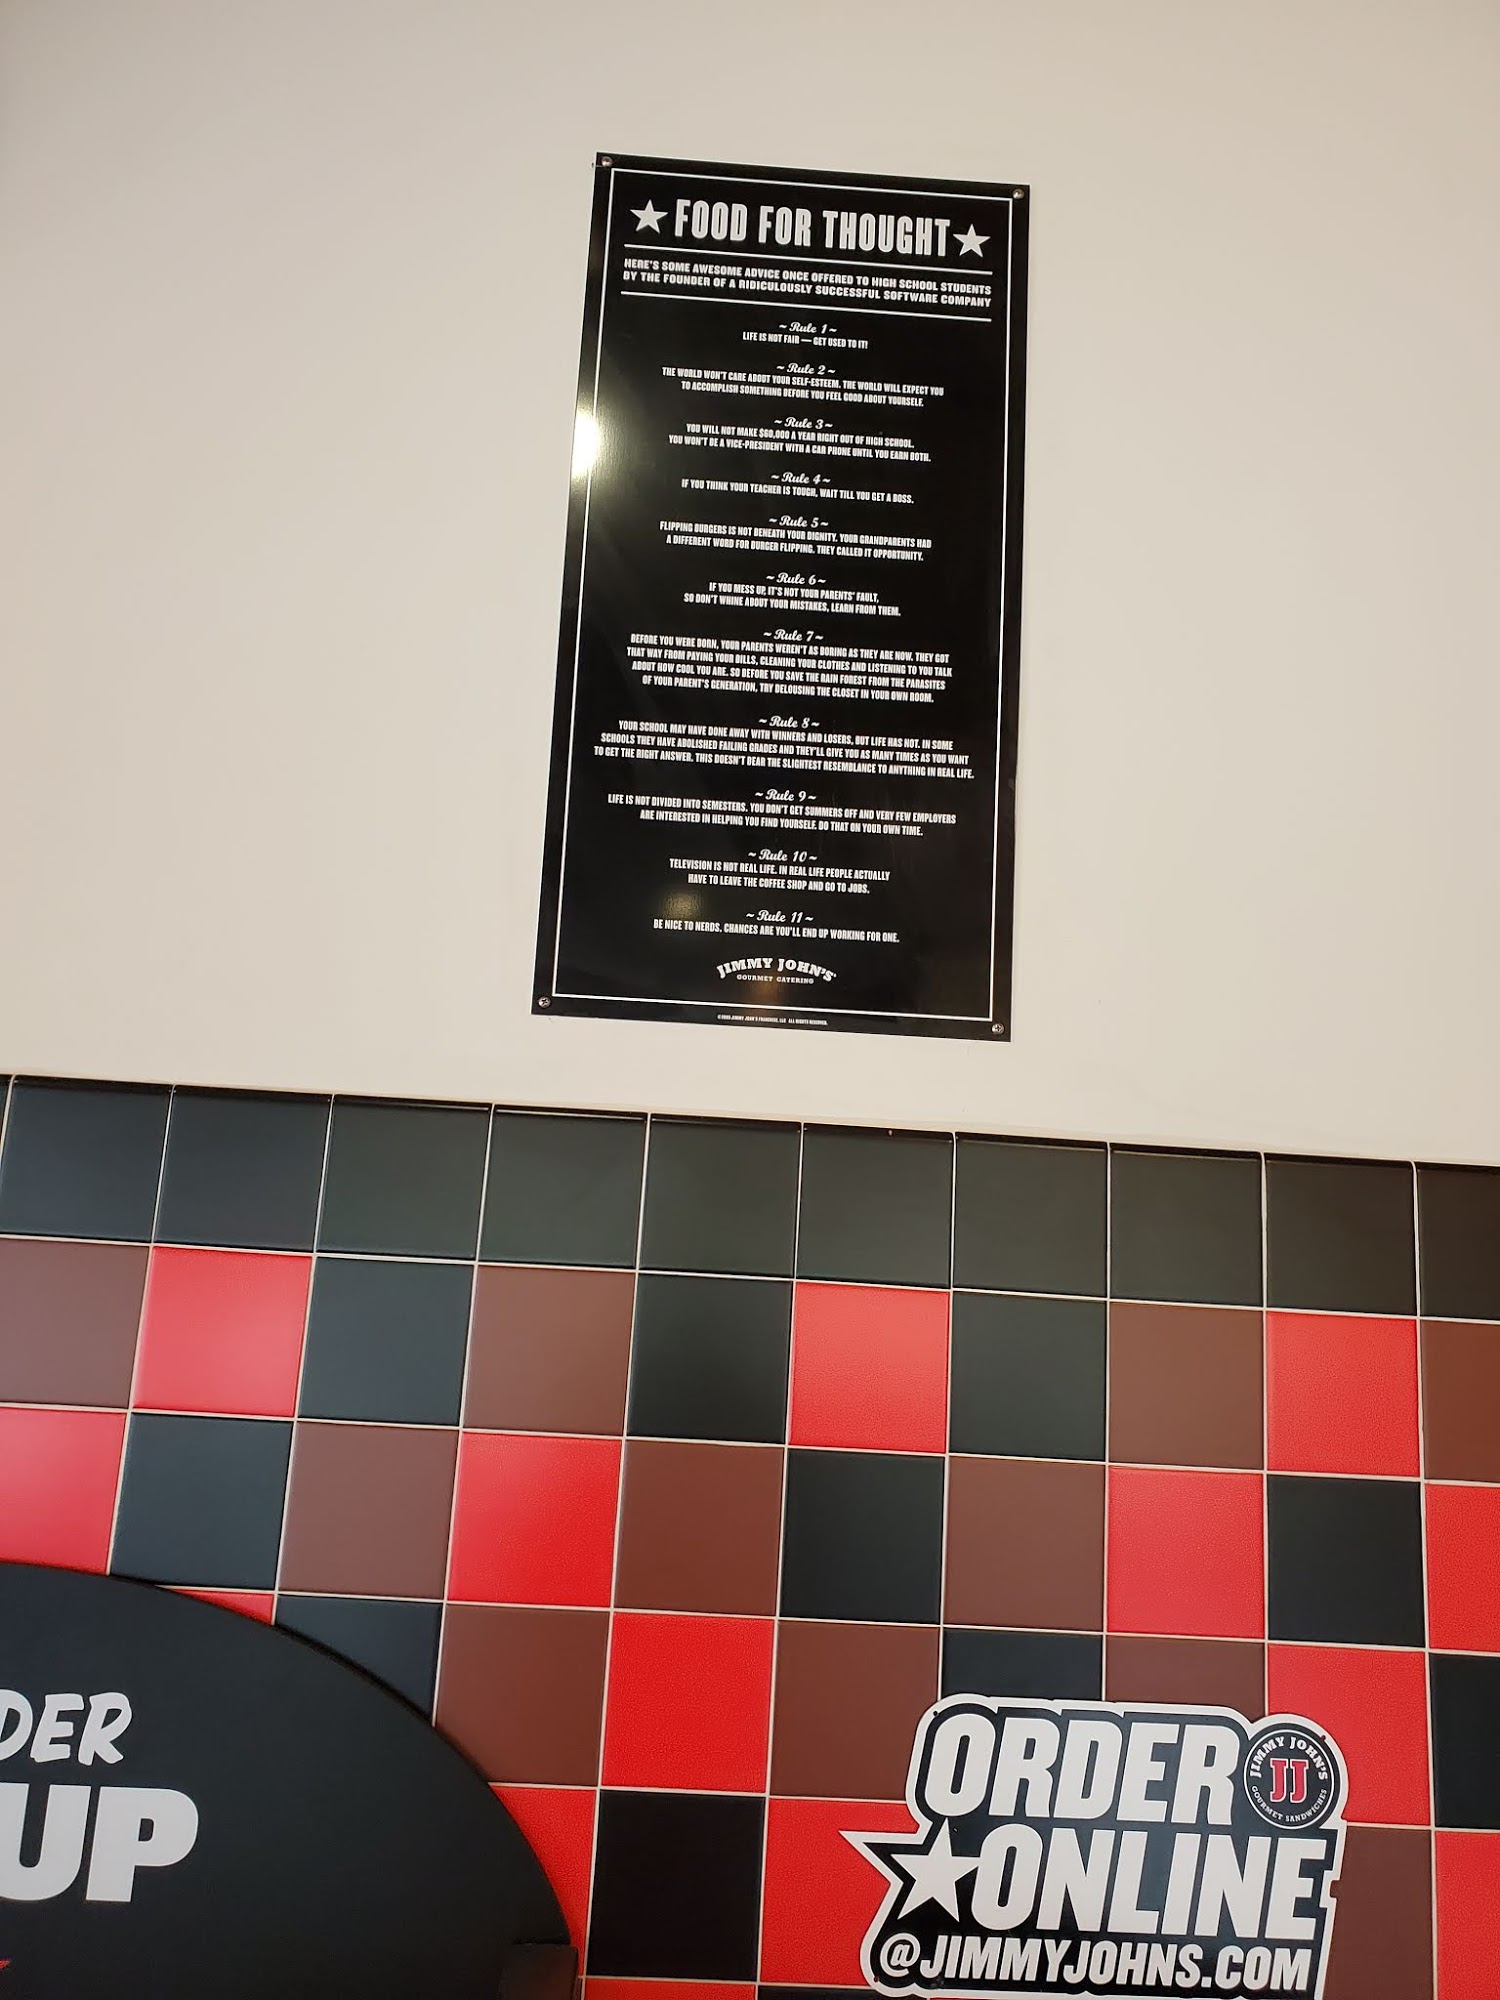 ★ FOOD FOR THOUGHT ★
HERE'S SOME AWESOME ADVICE ONCE OFFERED TO HIGH SCHOOL STUDENTS
BY THE FOUNDER OF A RIDICULOUSLY SUCCESSFUL SOFTWARE COMPANY
~ Rule 1 ~
LIFE IS NOT FAIR — GET USED TO IT!
~ Rule 2 ~
THE WORLD WON'T CARE ABOUT YOUR SELF-ESTEEM. THE WORLD WILL EXPECT YOU
TO ACCOMPLISH SOMETHING BEFORE YOU FEEL GOOD ABOUT YOURSELF.
~ Rule 3 ~
YOU WILL NOT MAKE $60,000 A YEAR RIGHT OUT OF HIGH SCHOOL.
YOU WON'T BE A VICE-PRESIDENT WITH A CAR PHONE UNTIL YOU EARN BOTH.
~ Rule 4 ~
IF YOU THINK YOUR TEACHER IS TOUGH, WAIT TILL YOU GET A BOSS.
~ Rule 5 ~
FLIPPING BURGERS IS NOT BENEATH YOUR DIGNITY. YOUR GRANDPARENTS HAD
A DIFFERENT WORD FOR BURGER FLIPPING. THEY CALLED IT OPPORTUNITY.
~ Rule 6 ~
IF YOU MESS UP, IT'S NOT YOUR PARENTS' FAULT,
SO DON'T WHINE ABOUT YOUR MISTAKES, LEARN FROM THEM.
~ Rule 7 ~
BEFORE YOU WERE BORN, YOUR PARENTS WEREN'T AS BORING AS THEY ARE NOW. THEY GOT
THAT WAY FROM PAYING YOUR BILLS, CLEANING YOUR CLOTHES AND LISTENING TO YOU TALK
ABOUT HOW COOL YOU ARE. SO BEFORE YOU SAVE THE RAIN FOREST FROM THE PARASITES
OF YOUR PARENT'S GENERATION, TRY DELOUSING THE CLOSET IN YOUR OWN ROOM.
~ Rule 8 ~
YOUR SCHOOL MAY HAVE DONE AWAY WITH WINNERS AND LOSERS, BUT LIFE HAS NOT. IN SOME
SCHOOLS THEY HAVE ABOLISHED FAILING GRADES AND THEY'LL GIVE YOU AS MANY TIMES AS YOU WANT
TO GET THE RIGHT ANSWER. THIS DOESN'T BEAR THE SLIGHTEST RESEMBLANCE TO ANYTHING IN REAL LIFE.
~ Rule 9 ~
LIFE IS NOT DIVIDED INTO SEMESTERS. YOU DON'T GET SUMMERS OFF AND VERY FEW EMPLOYERS
ARE INTERESTED IN HELPING YOU FIND YOURSELF. DO THAT ON YOUR OWN TIME.
~ Rule 10 ~
TELEVISION IS NOT REAL LIFE. IN REAL LIFE PEOPLE ACTUALLY
HAVE TO LEAVE THE COFFEE SHOP AND GO TO JOBS.
~ Rule 11 ~
BE NICE TO NERDS. CHANCES ARE YOU'LL END UP WORKING FOR ONE.
JIMMY JOHN'S
GOURMET CATERING
JIMMY JOHN'S FRANCHISE, LLC ALL RIGHTS RESERVED.
DER
UP
ORDER
ONLINE
@JIMMYJOHNS.COM
JIMMY JOHN'S
JJ
GOURMET SANDWICHES